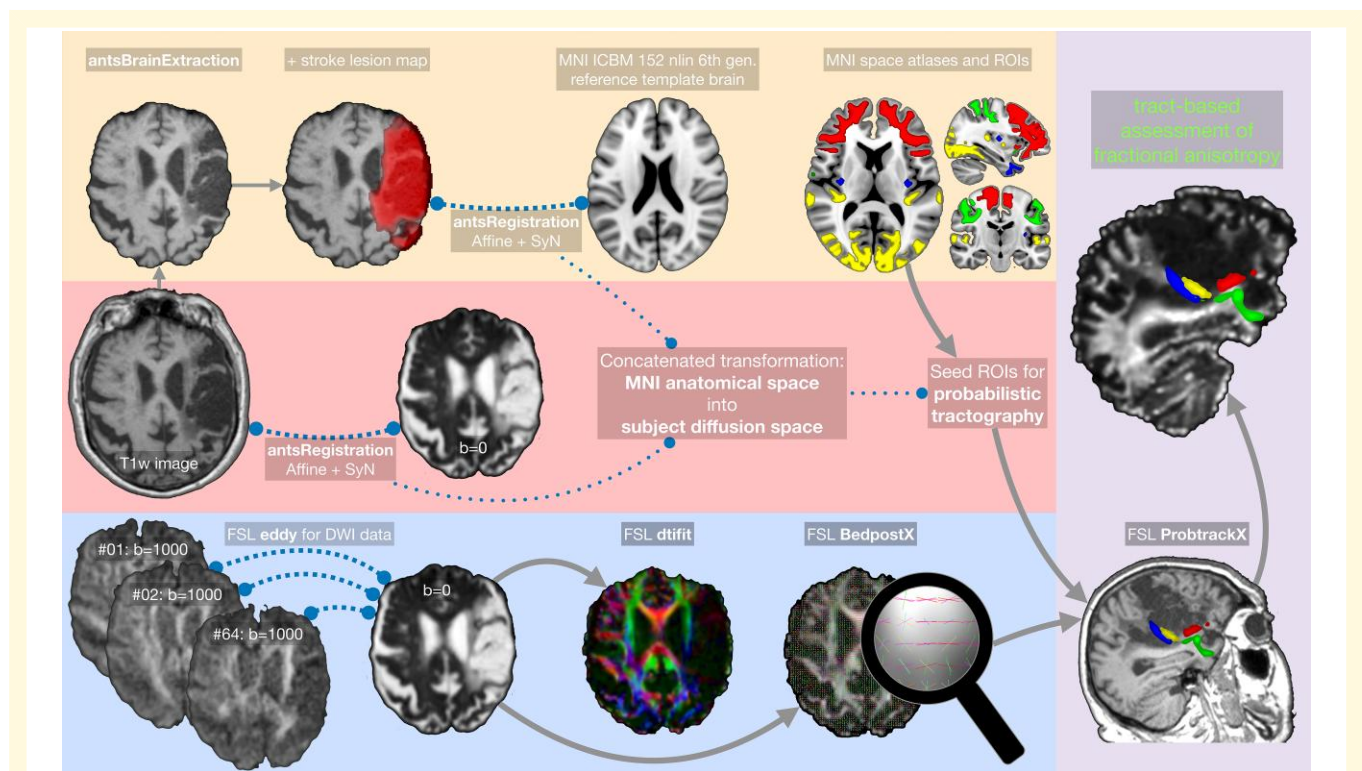 antsBrainExtraction
+ stroke lesion map
MNI ICBM 152 nlin 6th gen.
reference template brain
MNI space atlases and ROIs
tract-based
assessment of
fractional anisotropy
antsRegistration
Affine + SyN
T1w image
antsRegistration
Affine + SyN
b=0
Concatenated transformation:
MNI anatomical space
into
subject diffusion space
Seed ROIs for
probabilistic
tractography
FSL eddy for DWI data
#01: b=1000
#02: b=1000
#64: b=1000
b=0
FSL dtifit
FSL BedpostX
FSL ProbtrackX